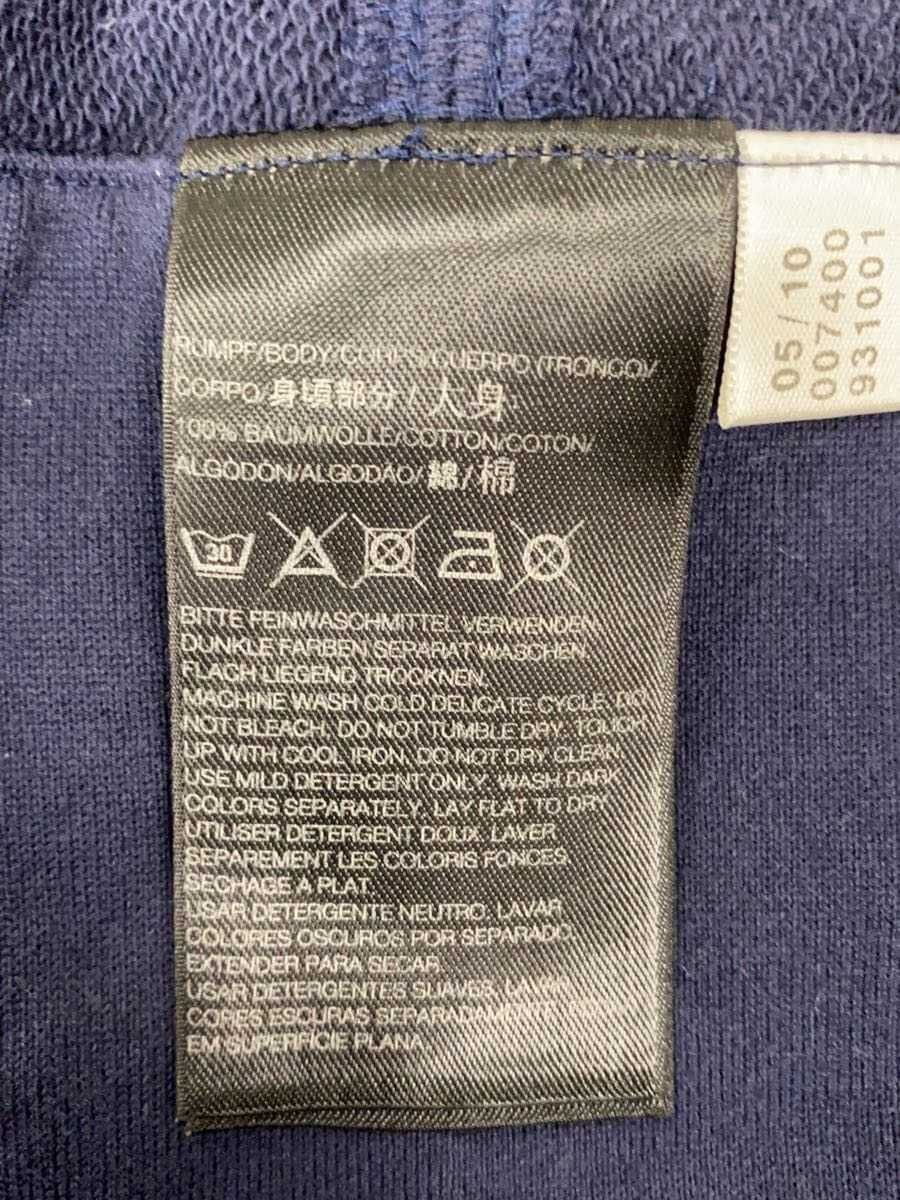 RUMPF/BODY/CORPS/CUERPO (TRONCO)/
CORPO/身頃部分/大身
100% BAUMWOLLE/COTTON/COTON/
ALGODON/ALGODAO/綿/棉
30
BITTE FEINWASCHMITTEL VERWENDEN.
DUNKLE FARBEN SEPARAT WASCHEN.
FLACH LIEGEND TROCKNEN.
MACHINE WASH COLD DELICATE CYCLE. DO
NOT BLEACH. DO NOT TUMBLE DRY. TOUCH
UP WITH COOL IRON. DO NOT DRY CLEAN.
USE MILD DETERGENT ONLY. WASH DARK
COLORS SEPARATELY. LAY FLAT TO DRY.
UTILISER DETERGENT DOUX. LAVER
SEPAREMENT LES COLORIS FONCES.
SECHAGE A PLAT.
USAR DETERGENTE NEUTRO. LAVAR
COLORES OSCUROS POR SEPARADO.
EXTENDER PARA SECAR.
USAR DETERGENTES SUAVES. LAVAR
CORES ESCURAS SEPARADAMENTE.
EM SUPERFICIE PLANA.
05/10
007400
931001